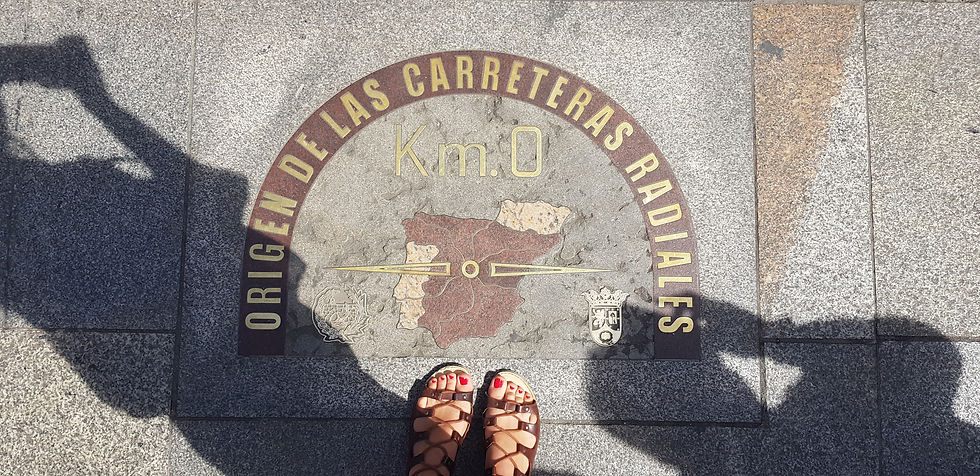 ORIGEN DE LAS CARRETERAS RADIALES
Km. 0